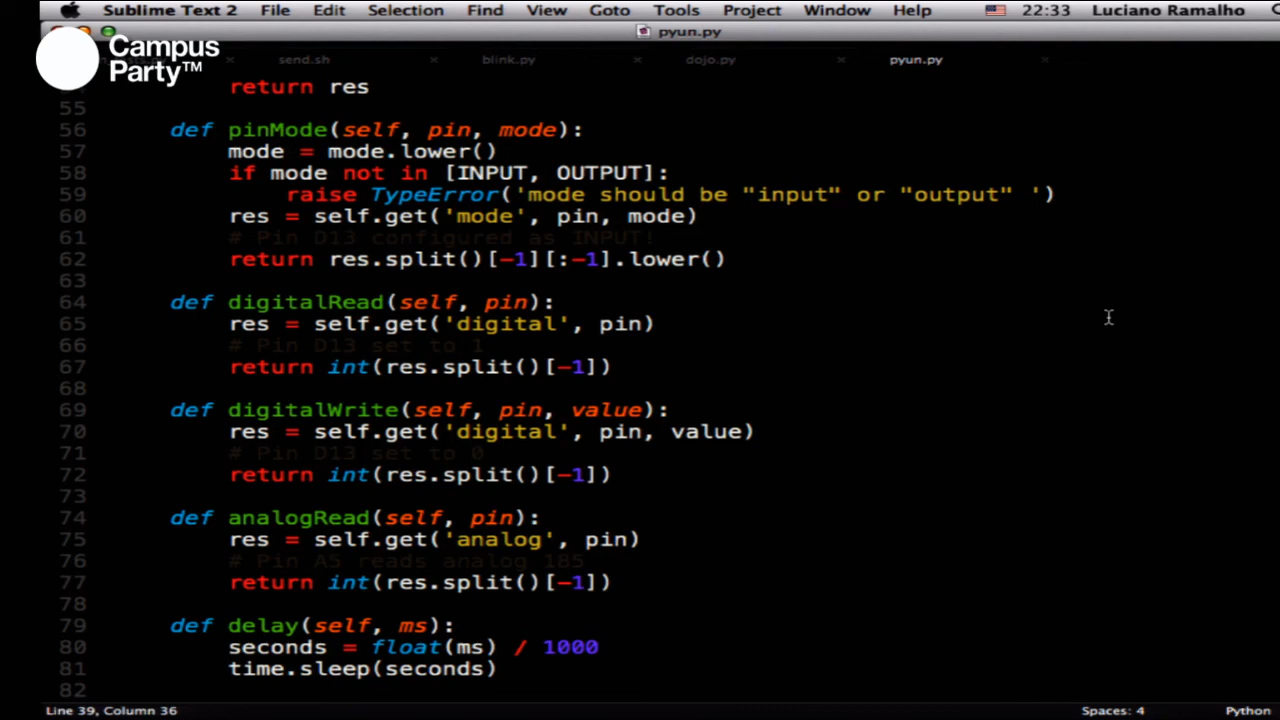 Sublime Text 2 File Edit Selection Find View Goto Tools Project Window Help 22:33 Luciano Ramalho
pyun.py
Campus
Party™
send.sh blink.py dojo.py pyun.py
return res
55
56 def pinMode(self, pin, mode):
57 mode = mode.lower()
58 if mode not in [INPUT, OUTPUT]:
59 raise TypeError('mode should be "input" or "output" ')
60 res = self.get('mode', pin, mode)
61 # Pin D13 configured as INPUT!
62 return res.split()[-1][:-1].lower()
63
64 def digitalRead(self, pin):
65 res = self.get('digital', pin)
66 # Pin D13 set to 1
67 return int(res.split()[-1])
68
69 def digitalWrite(self, pin, value):
70 res = self.get('digital', pin, value)
71 # Pin D13 set to 0
72 return int(res.split()[-1])
73
74 def analogRead(self, pin):
75 res = self.get('analog', pin)
76 # Pin A5 reads analog 185
77 return int(res.split()[-1])
78
79 def delay(self, ms):
80 seconds = float(ms) / 1000
81 time.sleep(seconds)
82
Line 39, Column 36 Spaces: 4 Python